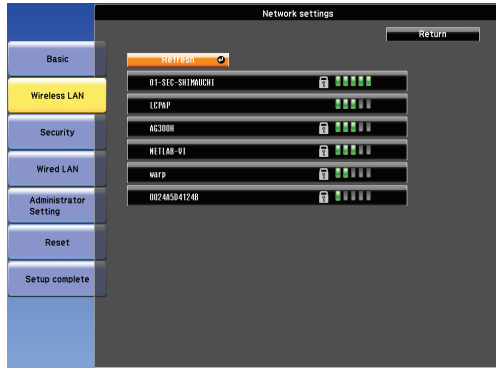 Network settings
Return
Basic
Wireless LAN
Security
Wired LAN
Administrator
Setting
Reset
Setup complete
Refresh
01-SEC-SHIMAUCHI
LCPAP
AG300H
NETLAB-VI
warp
0024A5D4124B